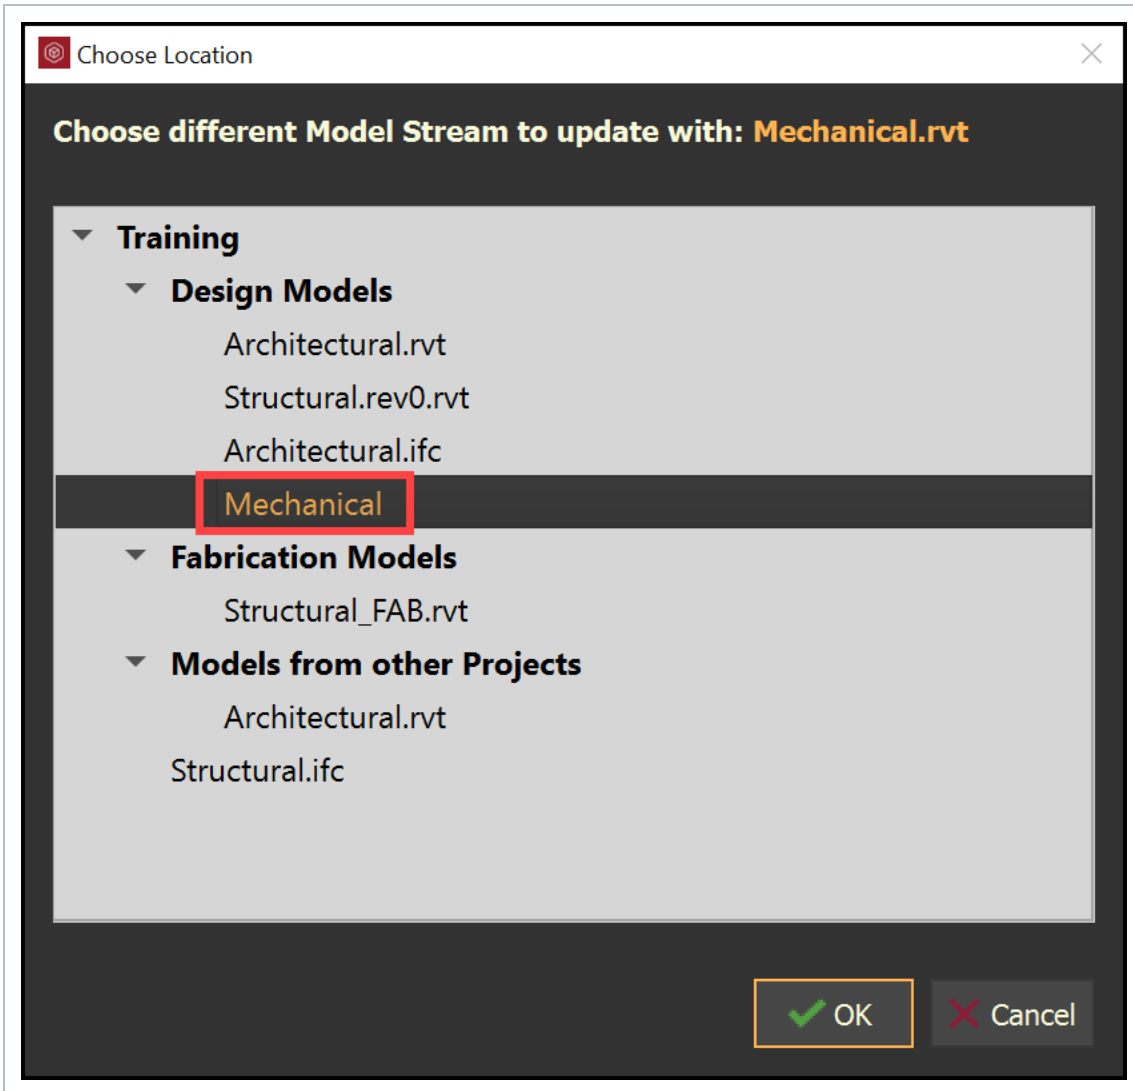 Choose Location
Choose different Model Stream to update with: Mechanical.rvt
Training
Design Models
Architectural.rvt
Structural.rev0.rvt
Architectural.ifc
Mechanical
Fabrication Models
Structural_FAB.rvt
Models from other Projects
Architectural.rvt
Structural.ifc
OK Cancel